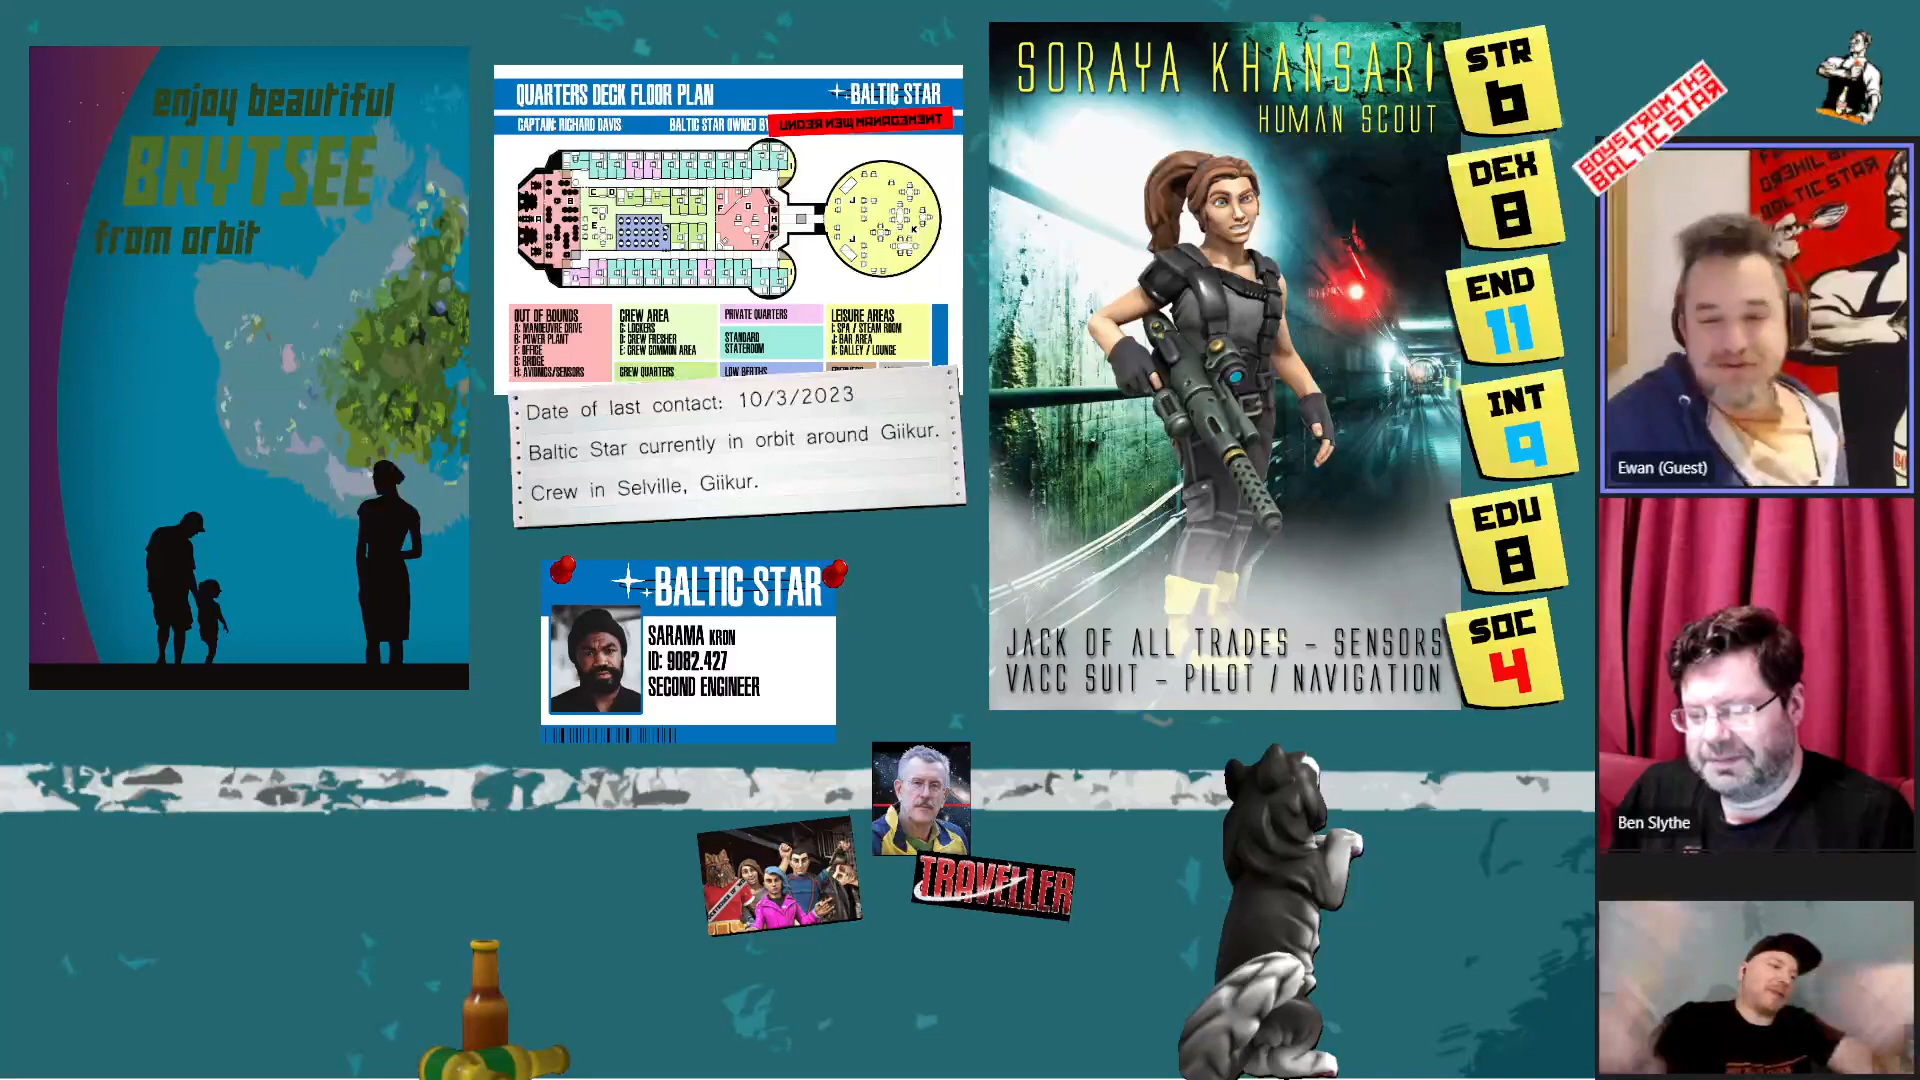 enjoy beautiful
BRYTSEE
from orbit
QUARTERS DECK FLOOR PLAN
BALTIC STAR
CAPTAIN: RICHARD DAVIS
BALTIC STAR OWNED BY
UNDER NEW MANAGEMENT
A
B
C
D
E
F
G
H
I
I
J
J
K
OUT OF BOUNDS
A: MANOEUVRE DRIVE
B: POWER PLANT
F: OFFICE
G: BRIDGE
H: AVIONICS/SENSORS
CREW AREA
C: LOCKERS
D: CREW FRESHER
E: CREW COMMON AREA
CREW QUARTERS
PRIVATE QUARTERS
STANDARD
STATEROOM
LOW BERTHS
LEISURE AREAS
I: SPA / STEAM ROOM
J: BAR AREA
K: GALLEY / LOUNGE
Date of last contact: 10/3/2023
Baltic Star currently in orbit around Giikur.
Crew in Selville, Giikur.
BALTIC STAR
SARAMA KRON
ID: 9082.427
SECOND ENGINEER
SORAYA KHANSARI
HUMAN SCOUT
JACK OF ALL TRADES - SENSORS
VACC SUIT - PILOT / NAVIGATION
STR
6
DEX
8
END
11
INT
9
EDU
8
SOC
4
TRAVELLER
BOYS FROM THE
BALTIC STAR
BALTIC STAR
Ewan (Guest)
Ben Slythe